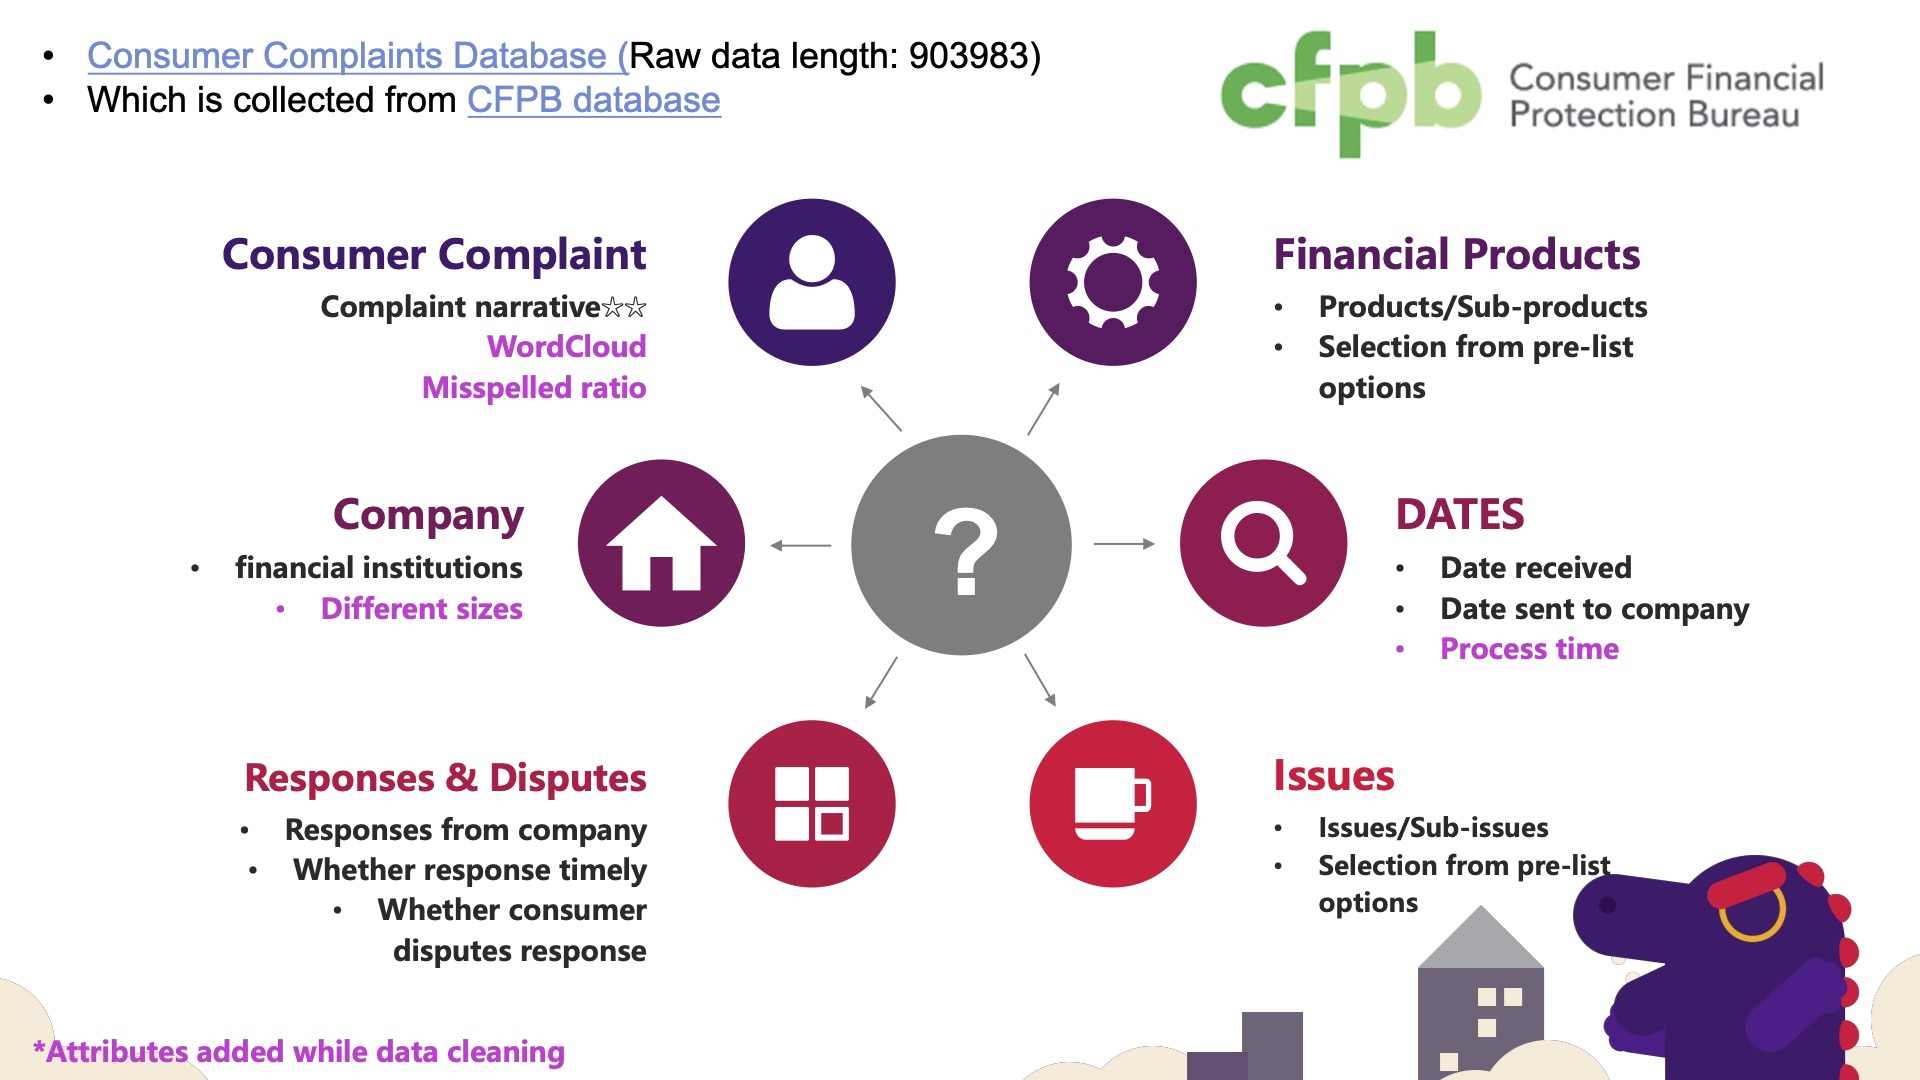 • Consumer Complaints Database (Raw data length: 903983)
• Which is collected from CFPB database
cfpb
Consumer Financial
Protection Bureau
Consumer Complaint
Complaint narrative☆☆
WordCloud
Misspelled ratio
Financial Products
• Products/Sub-products
• Selection from pre-list
options
Company
• financial institutions
• Different sizes
?
DATES
• Date received
• Date sent to company
• Process time
Responses & Disputes
• Responses from company
• Whether response timely
• Whether consumer
disputes response
Issues
• Issues/Sub-issues
• Selection from pre-list
options
*Attributes added while data cleaning